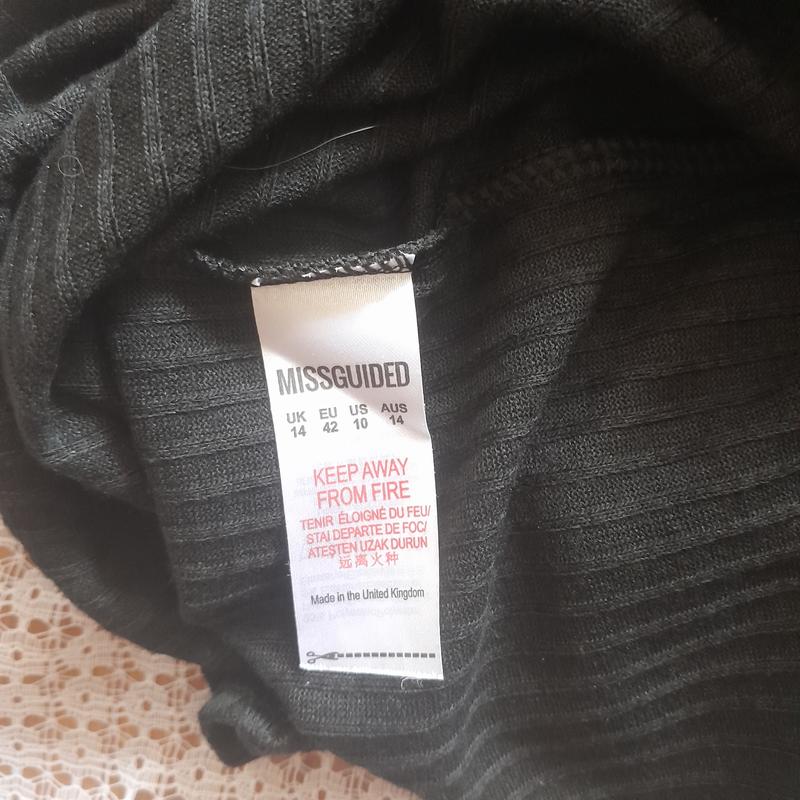 MISSGUIDED
UK EU US AUS
14 42 10 14
KEEP AWAY
FROM FIRE
TENIR ÉLOIGNÉ DU FEU/
STAI DEPARTE DE FOC/
ATEŞTEN UZAK DURUN
远离火种
Made in the United Kingdom